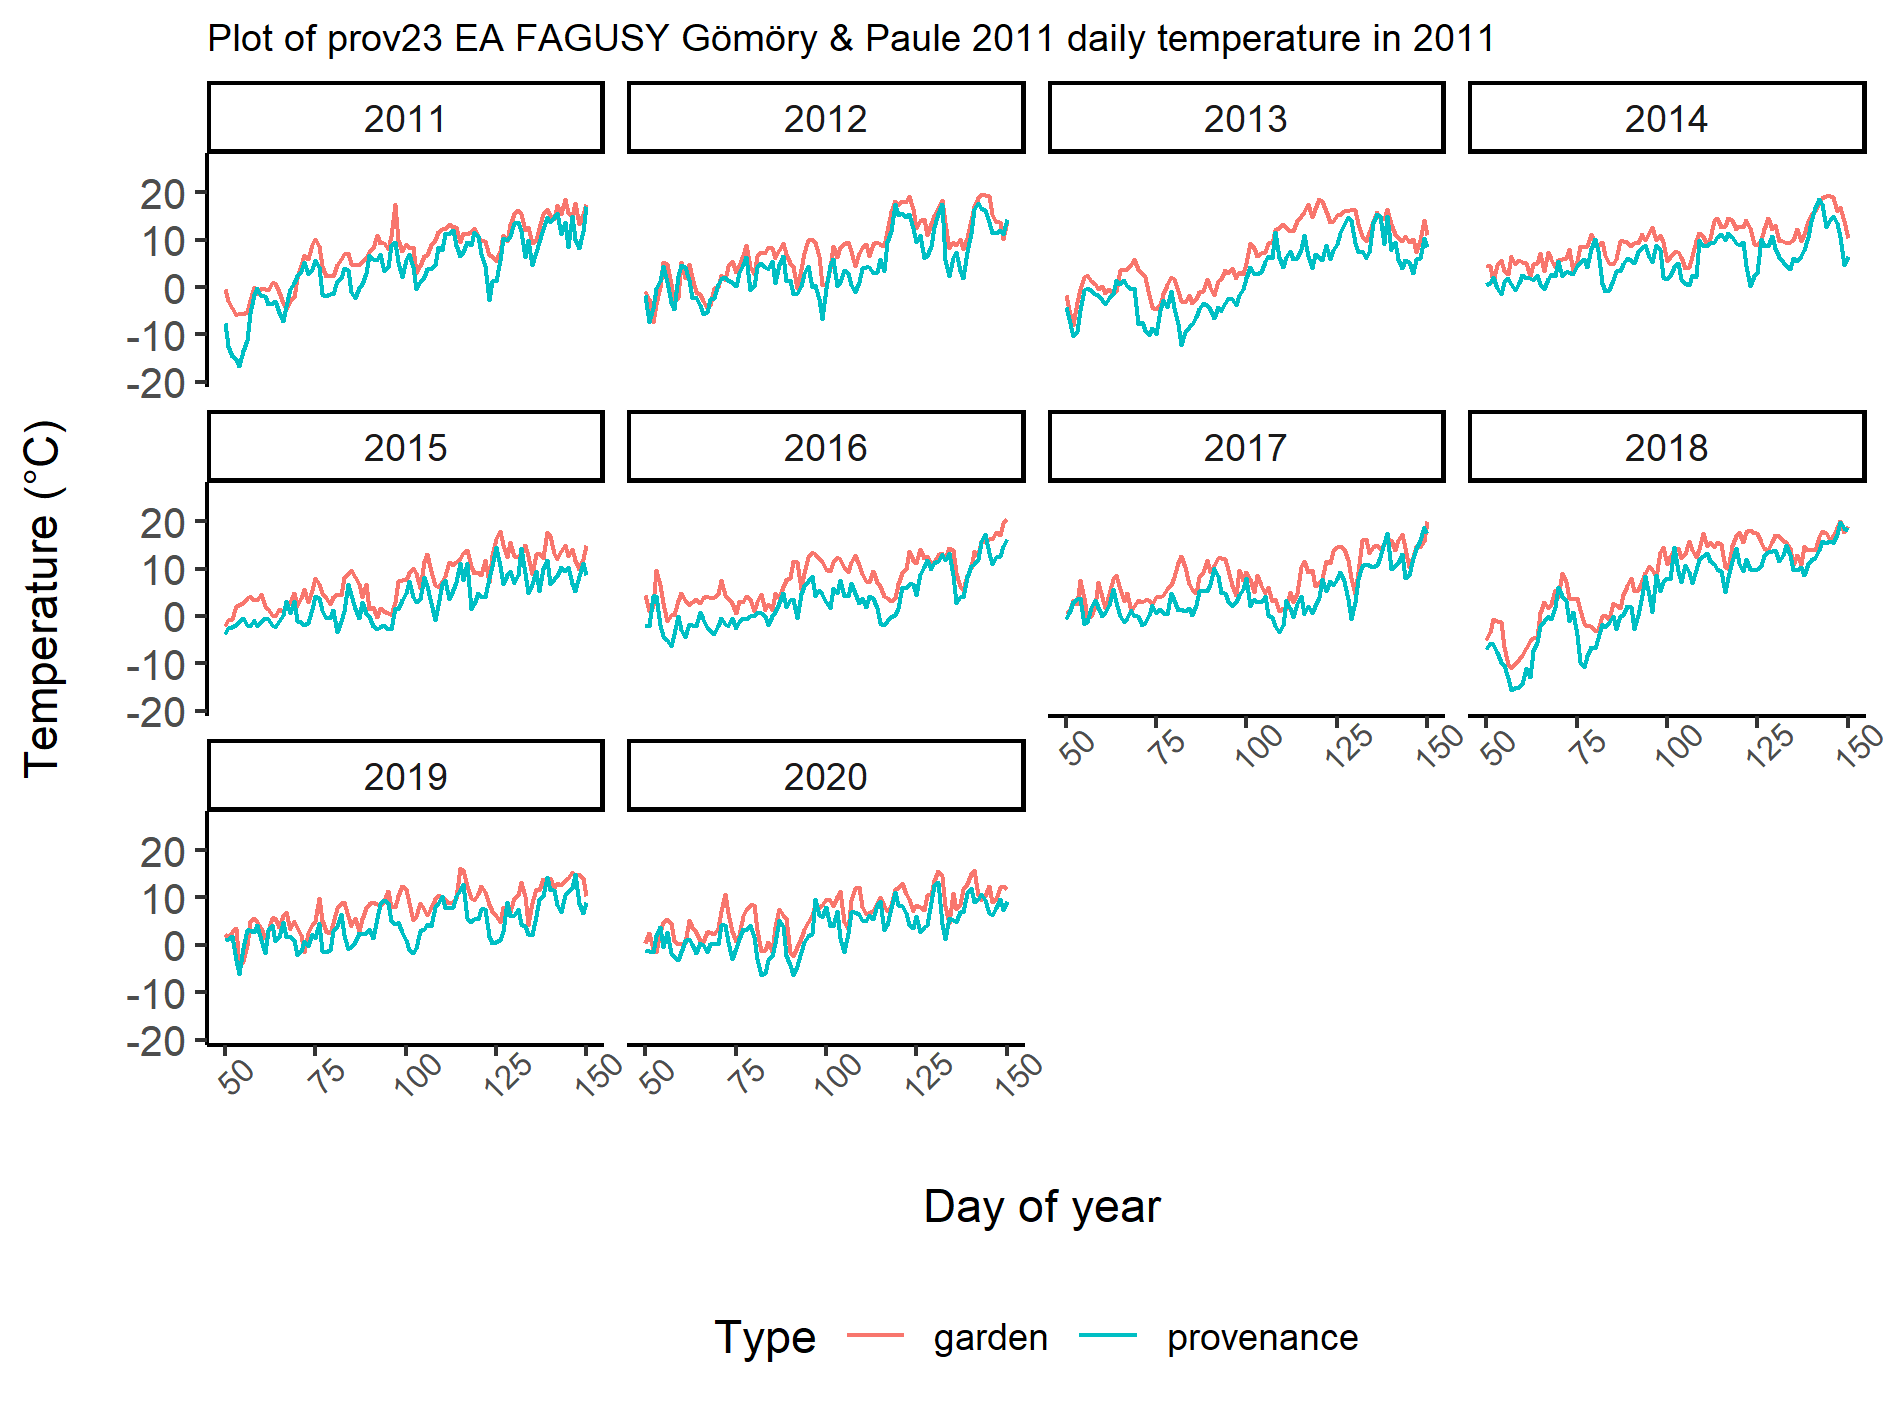 Plot of prov23 EA FAGUSY Gömöry & Paule 2011 daily temperature in 2011
2011 2012 2013 2014
20
10
0
-10
-20
2015 2016 2017 2018
20
10
0
-10
-20
50 75 100 125 150 50 75 100 125 150
2019 2020
20
10
0
-10
-20
50 75 100 125 150 50 75 100 125 150
Temperature (°C)
Day of year
Type garden provenance